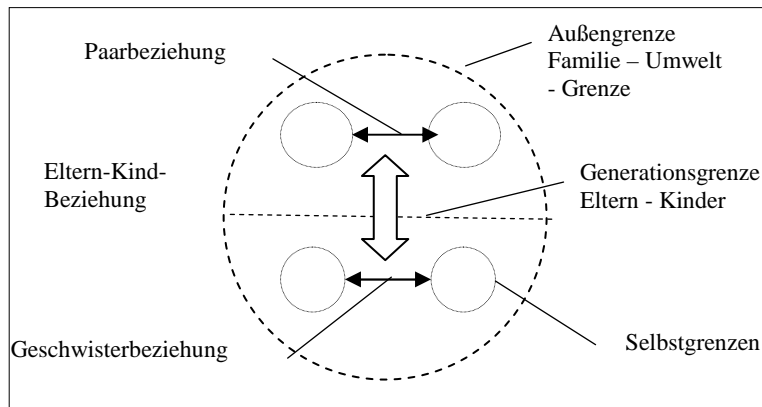 Paarbeziehung
Außengrenze
Familie – Umwelt
- Grenze
Eltern-Kind-
Beziehung
Generationsgrenze
Eltern - Kinder
Geschwisterbeziehung
Selbstgrenzen